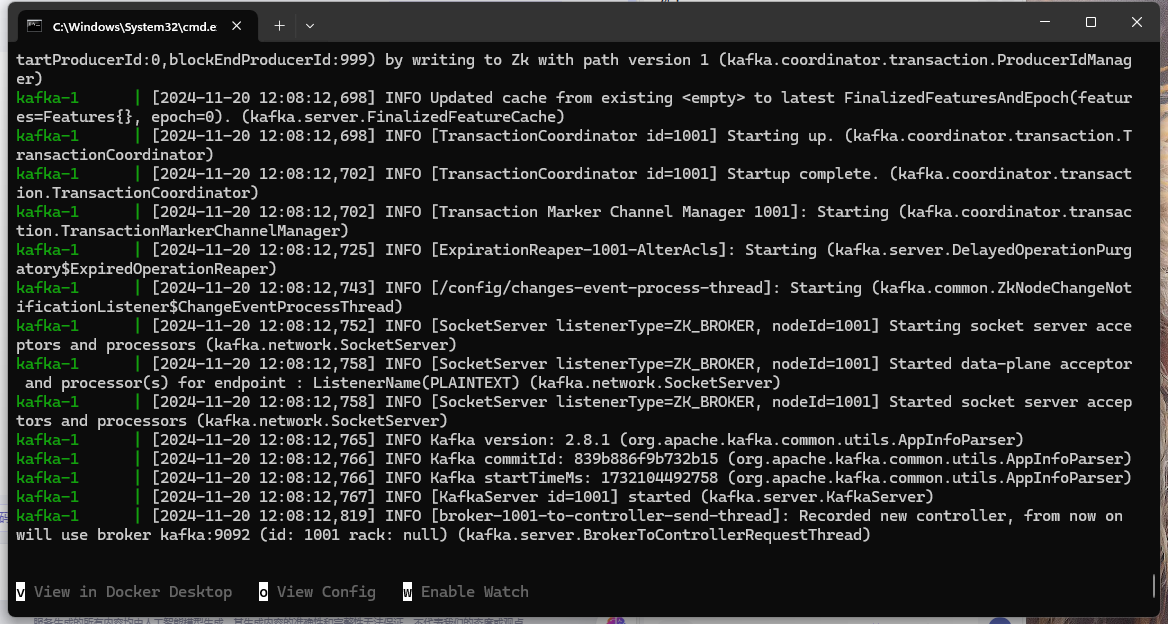 C:\Windows\System32\cmd.e
tartProducerId:0,blockEndProducerId:999) by writing to Zk with path version 1 (kafka.coordinator.transaction.ProducerIdManag
er)
kafka-1      | [2024-11-20 12:08:12,698] INFO Updated cache from existing <empty> to latest FinalizedFeaturesAndEpoch(featur
es=Features{}, epoch=0). (kafka.server.FinalizedFeatureCache)
kafka-1      | [2024-11-20 12:08:12,698] INFO [TransactionCoordinator id=1001] Starting up. (kafka.coordinator.transaction.T
ransactionCoordinator)
kafka-1      | [2024-11-20 12:08:12,702] INFO [TransactionCoordinator id=1001] Startup complete. (kafka.coordinator.transact
ion.TransactionCoordinator)
kafka-1      | [2024-11-20 12:08:12,702] INFO [Transaction Marker Channel Manager 1001]: Starting (kafka.coordinator.transac
tion.TransactionMarkerChannelManager)
kafka-1      | [2024-11-20 12:08:12,725] INFO [ExpirationReaper-1001-AlterAcls]: Starting (kafka.server.DelayedOperationPurg
atory$ExpiredOperationReaper)
kafka-1      | [2024-11-20 12:08:12,743] INFO [/config/changes-event-process-thread]: Starting (kafka.common.ZkNodeChangeNot
ificationListener$ChangeEventProcessThread)
kafka-1      | [2024-11-20 12:08:12,752] INFO [SocketServer listenerType=ZK_BROKER, nodeId=1001] Starting socket server acce
ptors and processors (kafka.network.SocketServer)
kafka-1      | [2024-11-20 12:08:12,758] INFO [SocketServer listenerType=ZK_BROKER, nodeId=1001] Started data-plane acceptor
 and processor(s) for endpoint : ListenerName(PLAINTEXT) (kafka.network.SocketServer)
kafka-1      | [2024-11-20 12:08:12,758] INFO [SocketServer listenerType=ZK_BROKER, nodeId=1001] Started socket server accep
tors and processors (kafka.network.SocketServer)
kafka-1      | [2024-11-20 12:08:12,765] INFO Kafka version: 2.8.1 (org.apache.kafka.common.utils.AppInfoParser)
kafka-1      | [2024-11-20 12:08:12,766] INFO Kafka commitId: 839b886f9b732b15 (org.apache.kafka.common.utils.AppInfoParser)
kafka-1      | [2024-11-20 12:08:12,766] INFO Kafka startTimeMs: 1732104492758 (org.apache.kafka.common.utils.AppInfoParser)
kafka-1      | [2024-11-20 12:08:12,767] INFO [KafkaServer id=1001] started (kafka.server.KafkaServer)
kafka-1      | [2024-11-20 12:08:12,819] INFO [broker-1001-to-controller-send-thread]: Recorded new controller, from now on
will use broker kafka:9092 (id: 1001 rack: null) (kafka.server.BrokerToControllerRequestThread)
v View in Docker Desktop   o View Config   w Enable Watch